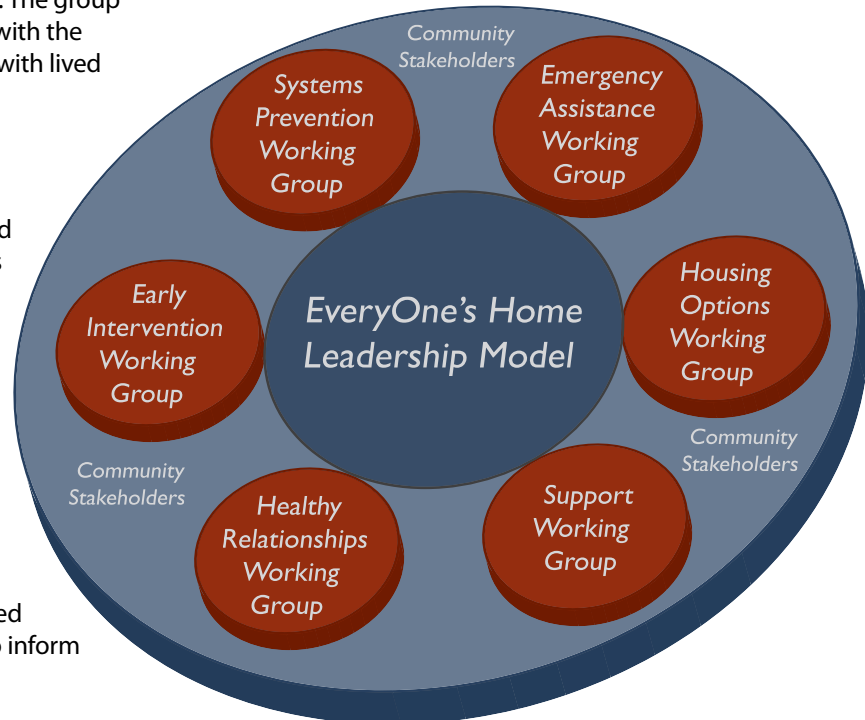 . The group
with the
with lived
d
s
ed
o inform
Community
Stakeholders
Systems
Prevention
Working
Group
Emergency
Assistance
Working
Group
Early
Intervention
Working
Group
EveryOne’s Home
Leadership Model
Housing
Options
Working
Group
Community
Stakeholders
Community
Stakeholders
Healthy
Relationships
Working
Group
Support
Working
Group